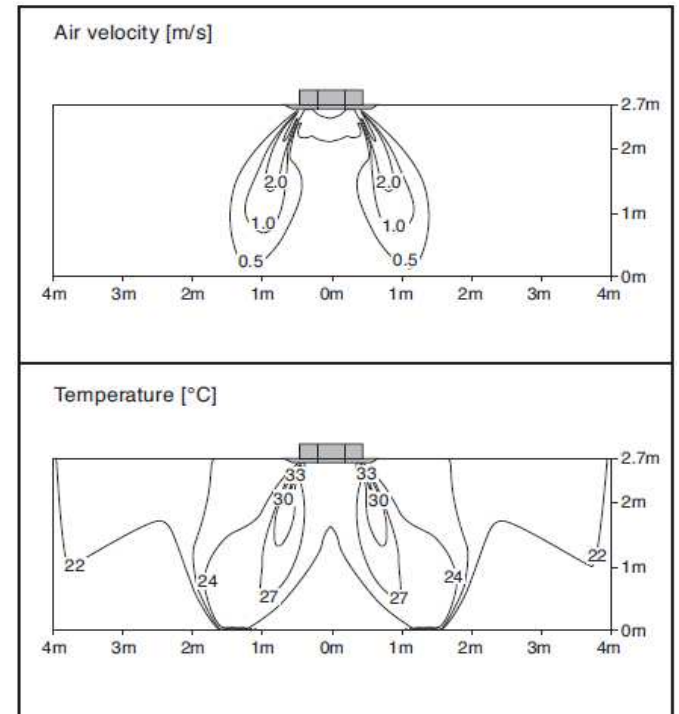 Air velocity [m/s]
2.7m
2m
2.0 2.0
1m
1.0 1.0
0.5 0.5
0m
4m 3m 2m 1m 0m 1m 2m 3m 4m
Temperature [°C]
2.7m
33 33
30 30 2m
22 22
1m
24 24
27 27
0m
4m 3m 2m 1m 0m 1m 2m 3m 4m